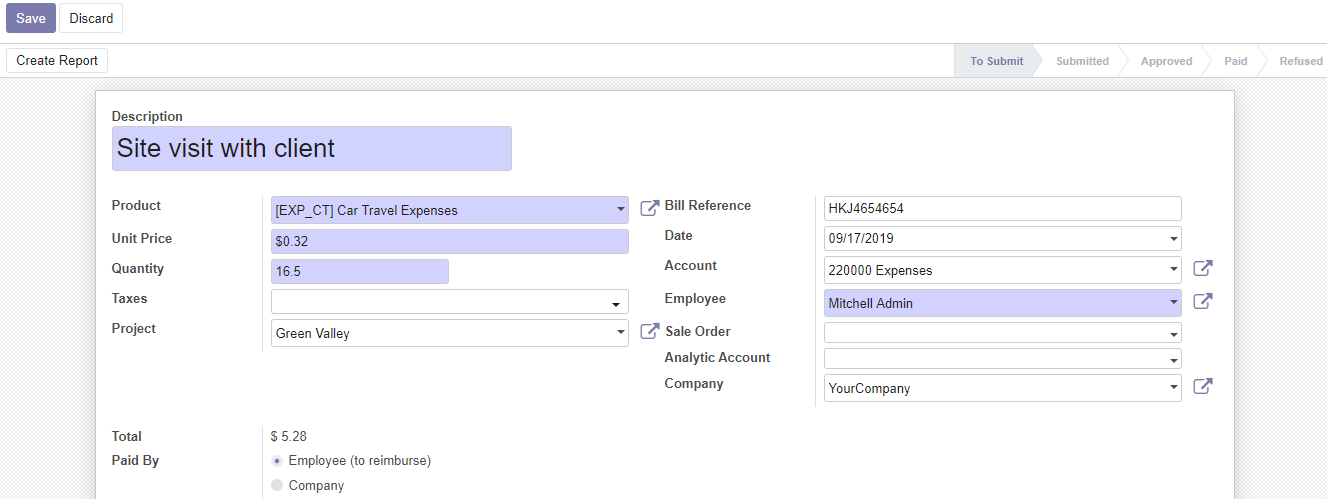 Save Discard
Create Report To Submit Submitted Approved Paid Refused
Description
Site visit with client
Product [EXP_CT] Car Travel Expenses
Unit Price $0.32
Quantity 16.5
Taxes
Project Green Valley
Bill Reference HKJ4654654
Date 09/17/2019
Account 220000 Expenses
Employee Mitchell Admin
Sale Order
Analytic Account
Company YourCompany
Total $ 5.28
Paid By Employee (to reimburse)
Company